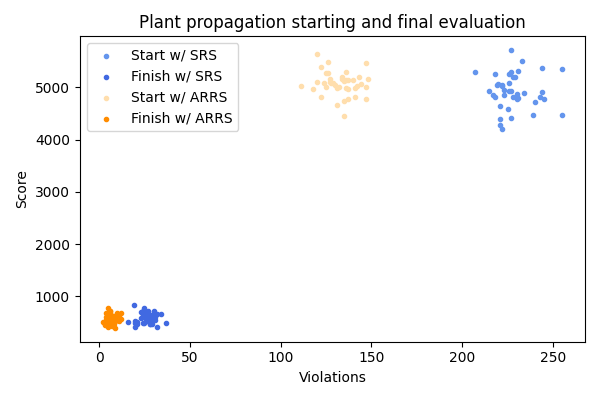 Plant propagation starting and final evaluation
Start w/ SRS
Finish w/ SRS
Start w/ ARRS
Finish w/ ARRS
Score
5000
4000
3000
2000
1000
0 50 100 150 200 250
Violations